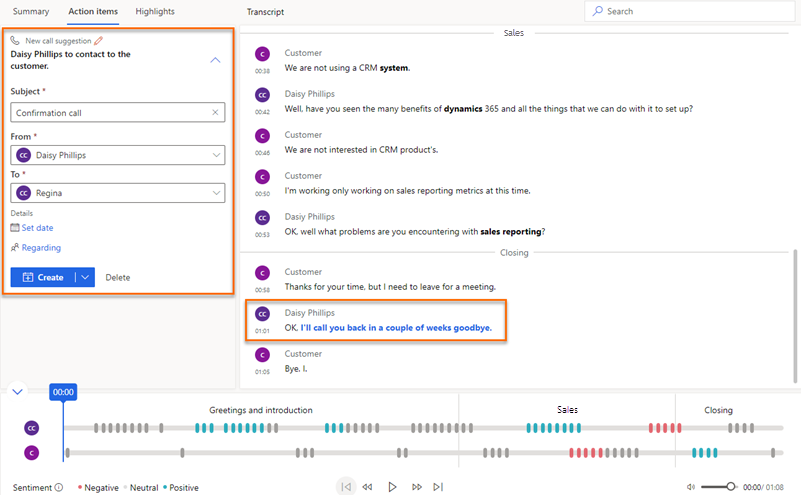 Summary Action items Highlights Transcript Search
New call suggestion
Daisy Phillips to contact to the
customer.
Subject *
Confirmation call
From *
CC Daisy Phillips
To *
CC Regina
Details
Set date
Regarding
Create Delete
Sales
C Customer
00:38 We are not using a CRM system.
CC Daisy Phillips
00:42 Well, have you seen the many benefits of dynamics 365 and all the things that we can do with it to set up?
C Customer
00:46 We are not interested in CRM product's.
C Customer
00:50 I'm working only working on sales reporting metrics at this time.
CC Dasiy Phillips
00:53 OK, well what problems are you encountering with sales reporting?
Closing
C Customer
00:58 Thanks for your time, but I need to leave for a meeting.
CC Daisy Phillips
01:01 OK, I'll call you back in a couple of weeks goodbye.
C Customer
01:05 Bye, I.
00:00
Greetings and introduction Sales Closing
CC
C
Sentiment Negative Neutral Positive 00:00 / 01:08